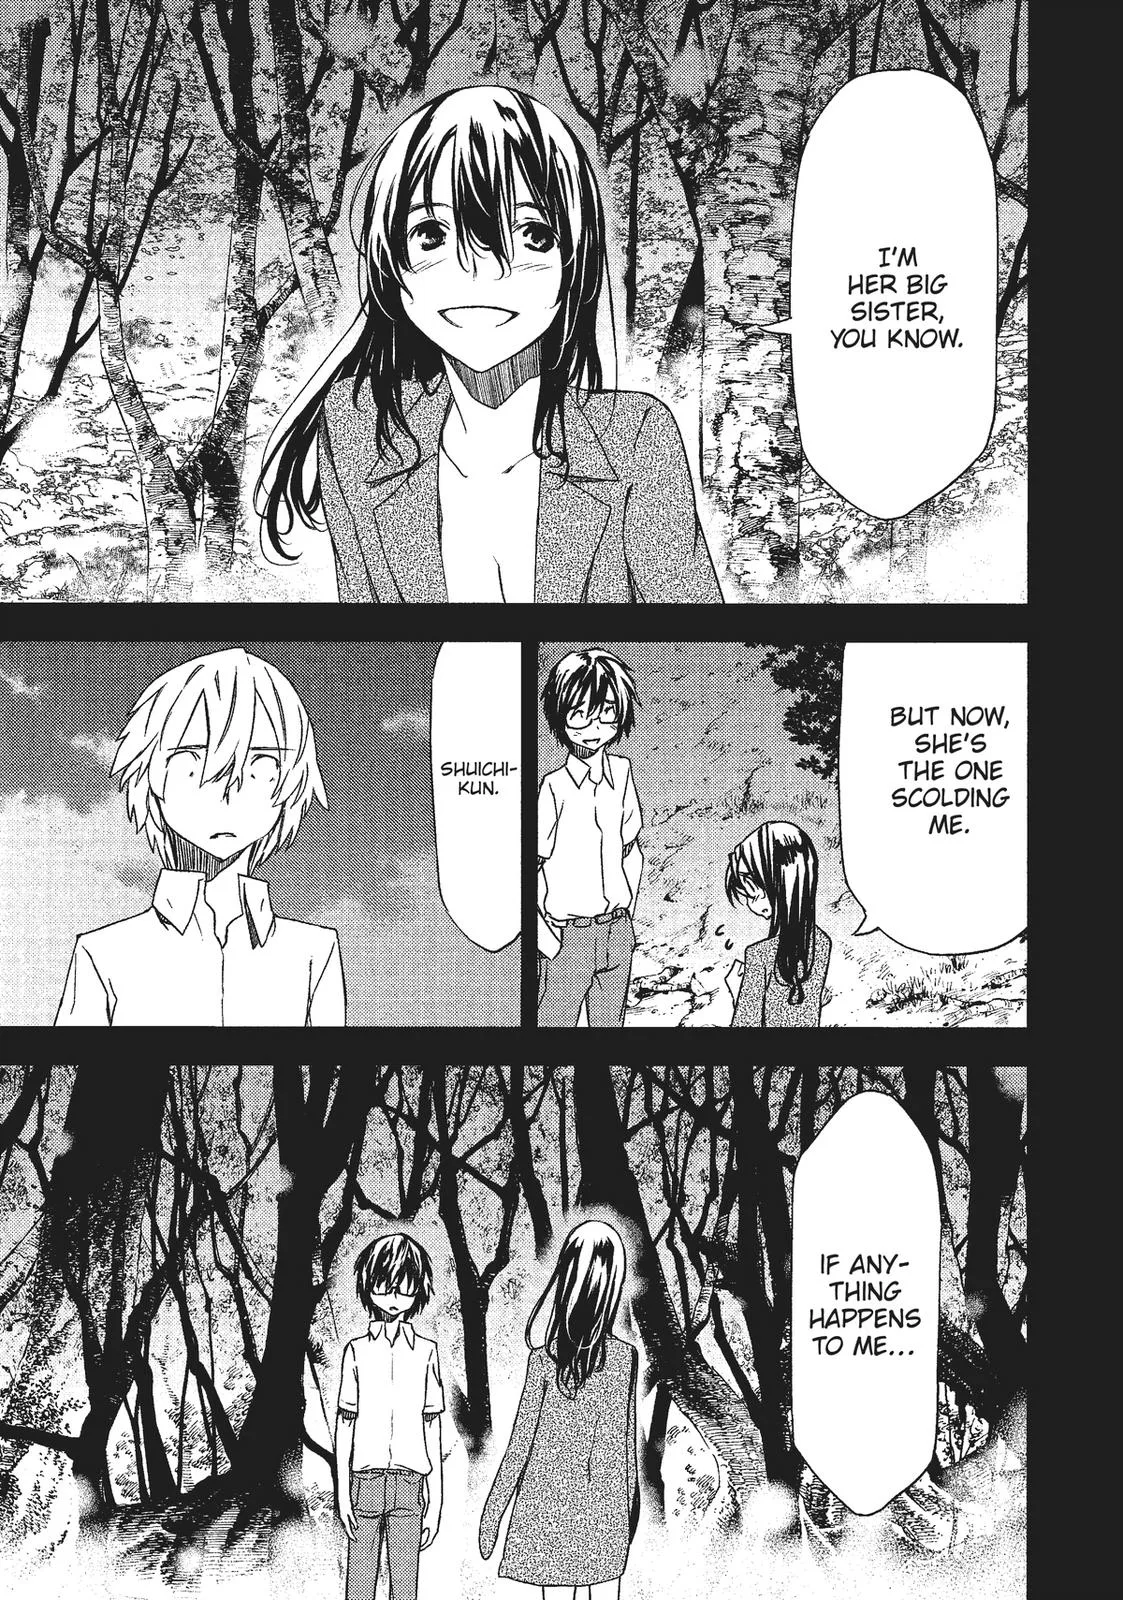 I'M
HER BIG
SISTER,
YOU KNOW.
BUT NOW,
SHE'S
THE ONE
SCOLDING
ME.
SHUICHI-
KUN.
IF ANY-
THING
HAPPENS
TO ME...